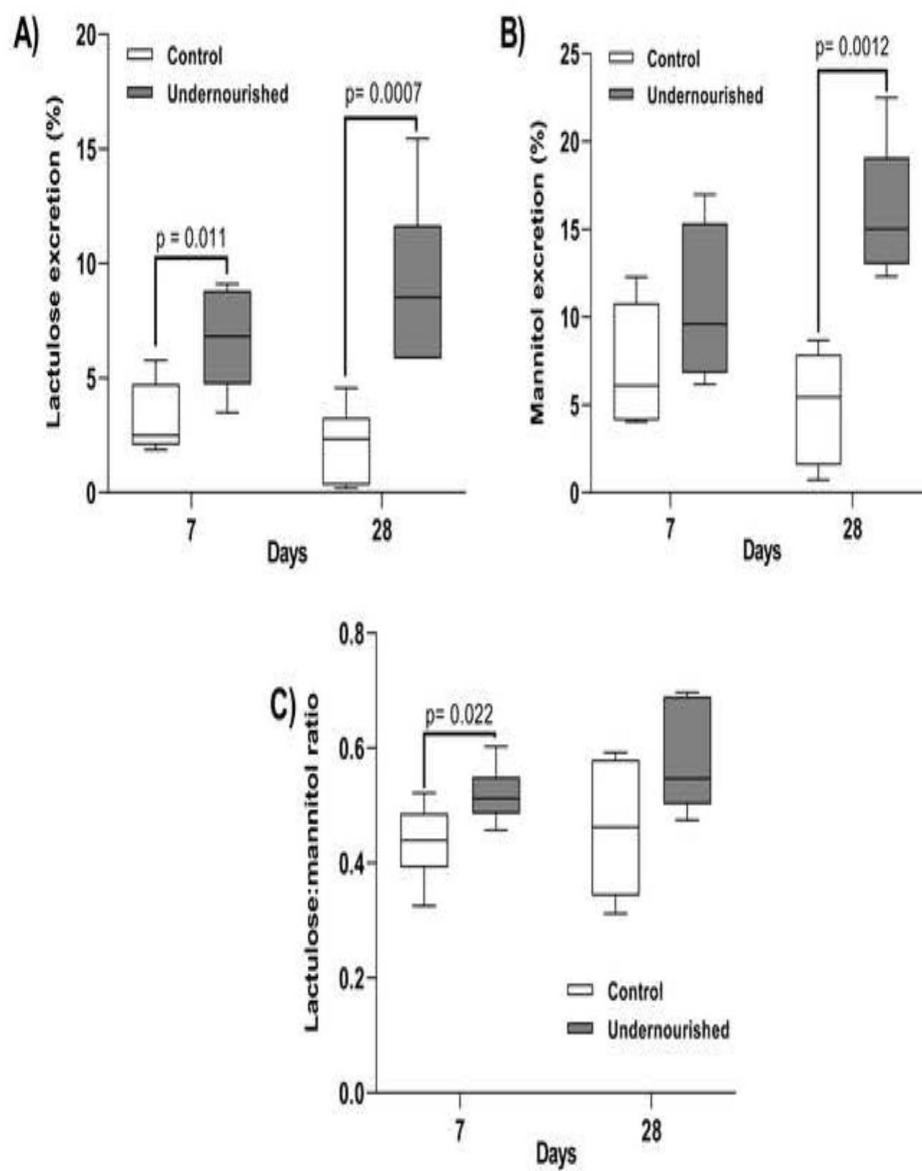 A)
Control
Undernourished
p = 0.011
p= 0.0007
Lactulose excretion (%)
20
15
10
5
0
7
28
Days
B)
Control
Undernourished
p= 0.0012
Mannitol excretion (%)
25
20
15
10
5
0
7
28
Days
C)
p= 0.022
Lactulose:mannitol ratio
0.8
0.6
0.4
0.2
0.0
Control
Undernourished
7
28
Days